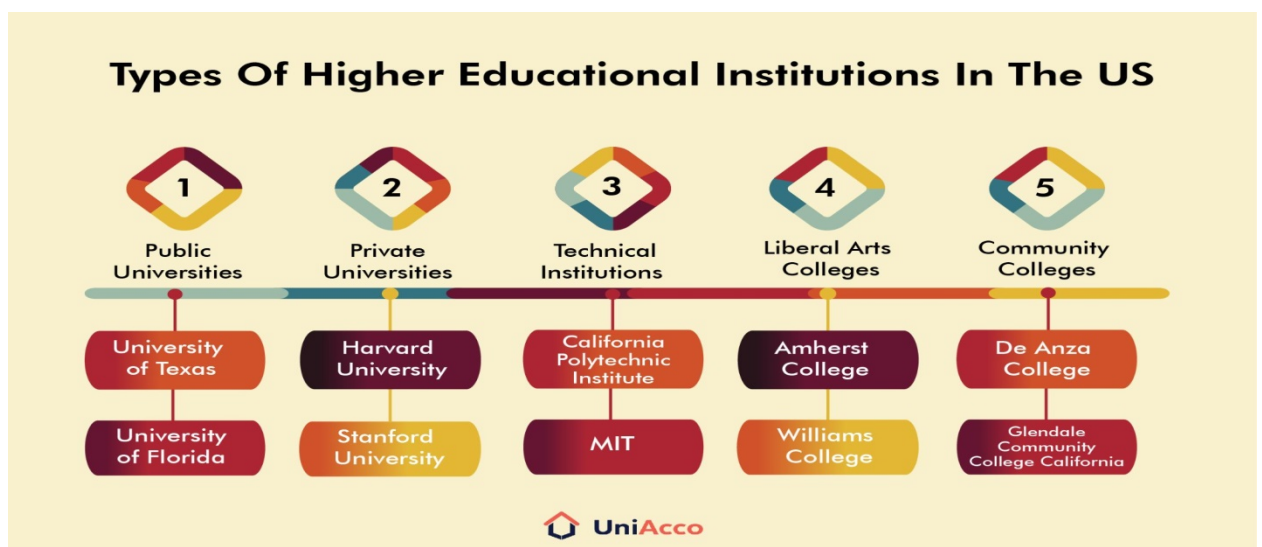 Types Of Higher Educational Institutions In The US
1
2
3
4
5
Public
Universities
Private
Universities
Technical
Institutions
Liberal Arts
Colleges
Community
Colleges
University
of Texas
Harvard
University
California
Polytechnic
Institute
Amherst
College
De Anza
College
University
of Florida
Stanford
University
MIT
Williams
College
Glendale
Community
College California
UniAcco